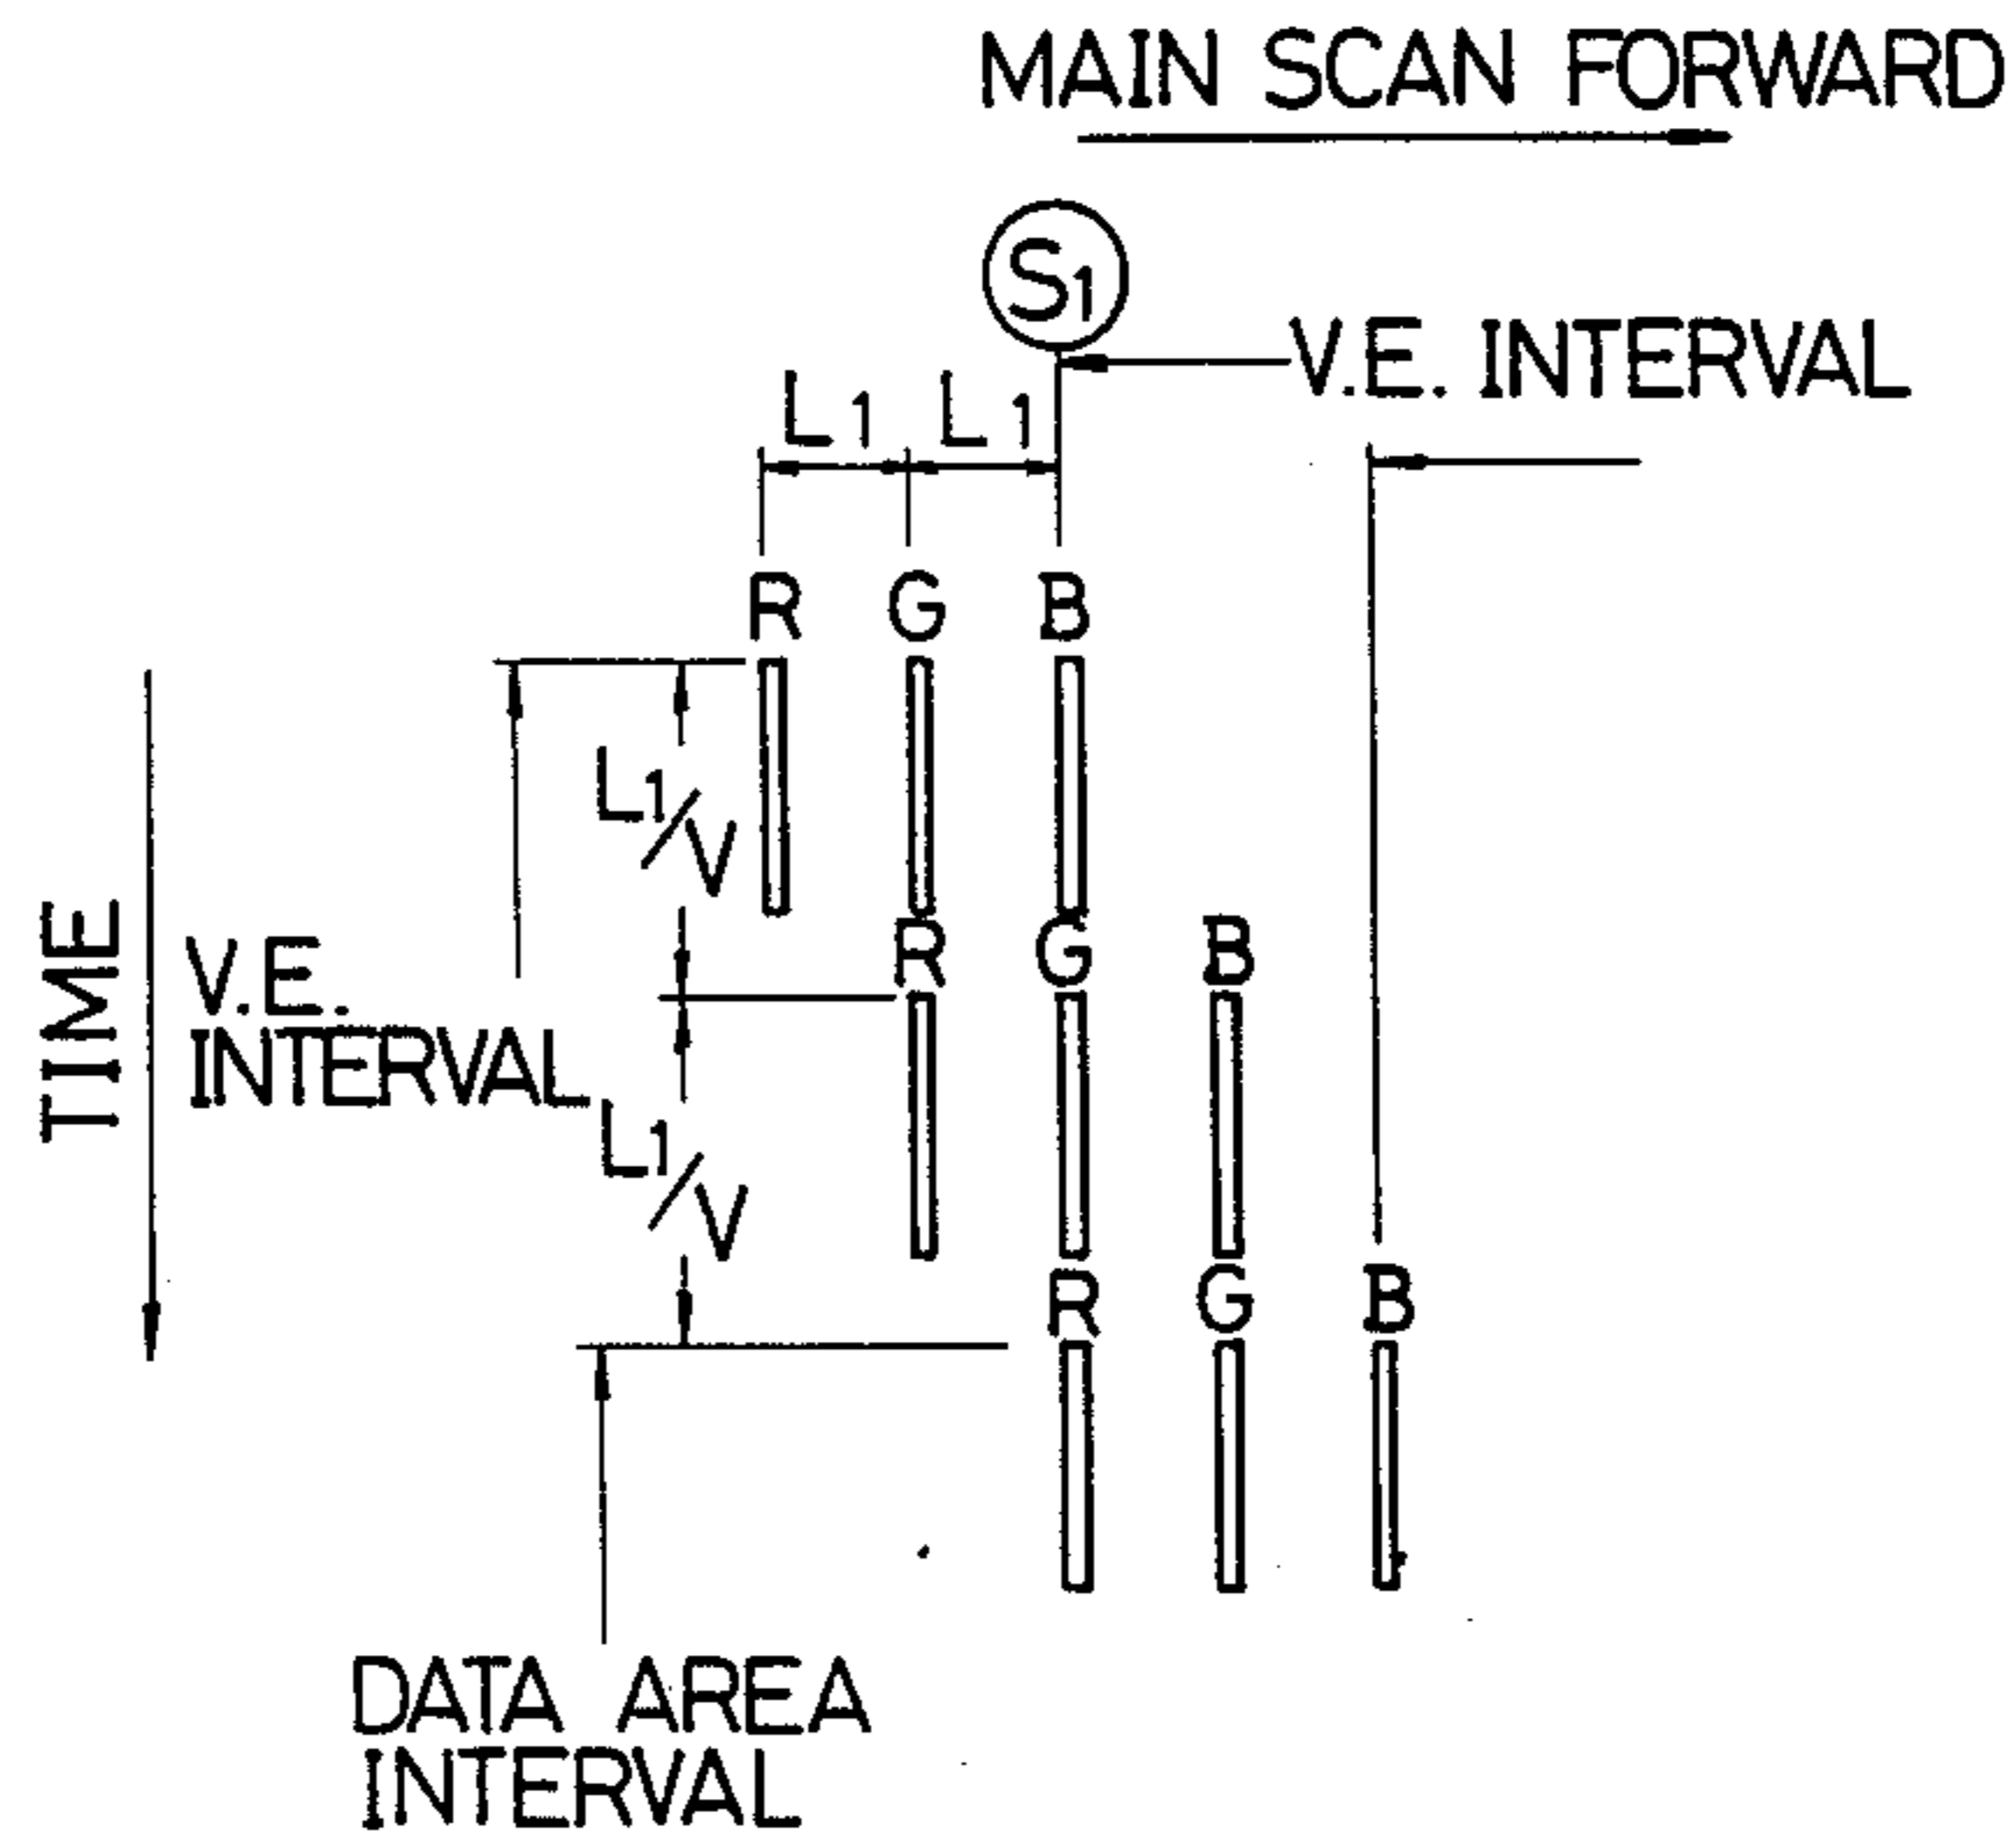 MAIN SCAN FORWARD
S1
V.E. INTERVAL
L1 L1
R G B
L1/V
R G B
TIME
V.E.
INTERVAL
L1/V
R G B
DATA AREA
INTERVAL